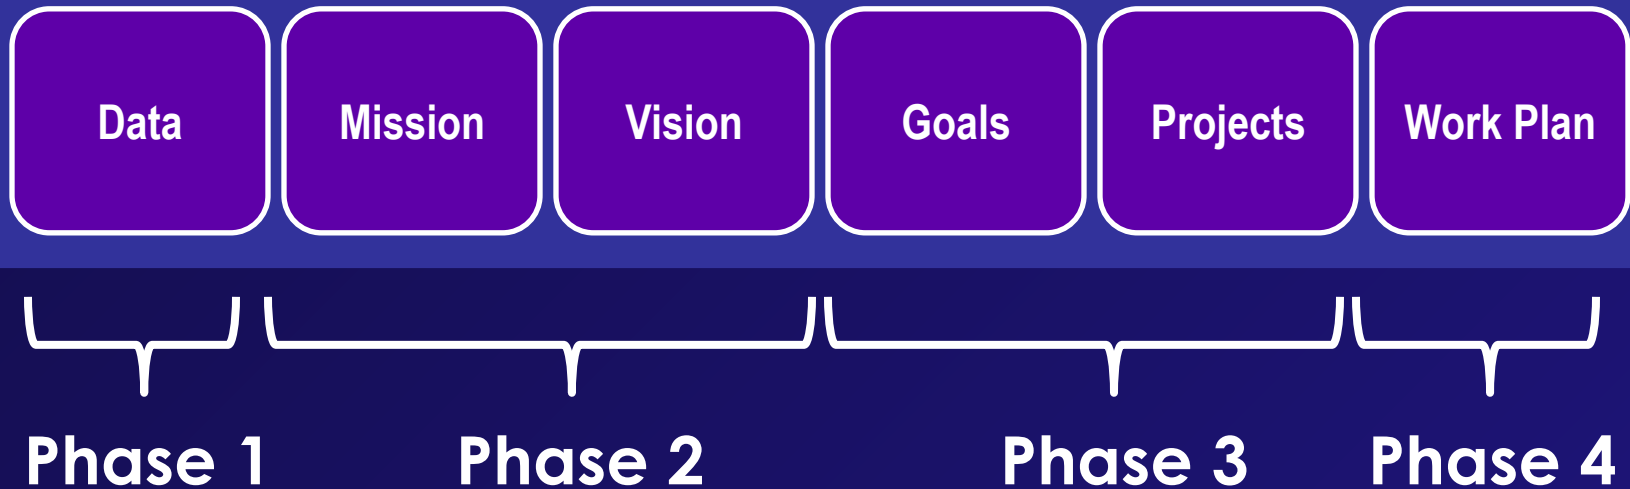 Data
Mission
Vision
Goals
Projects
Work Plan
Phase 1
Phase 2
Phase 3
Phase 4